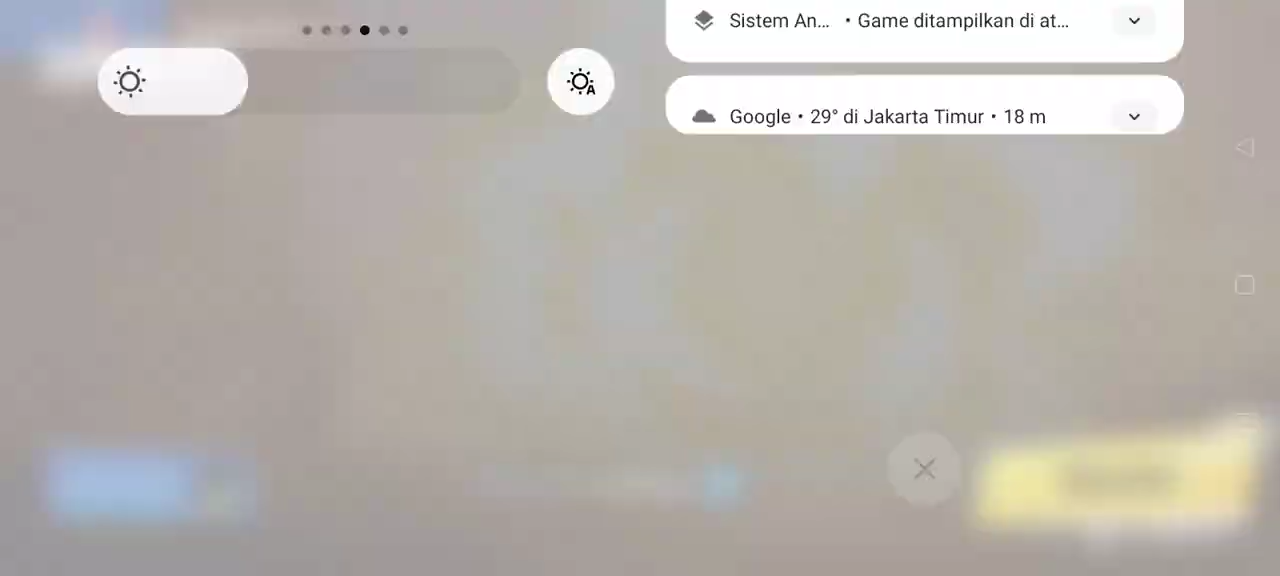 Sistem An... • Game ditampilkan di at...
Google • 29° di Jakarta Timur • 18 m